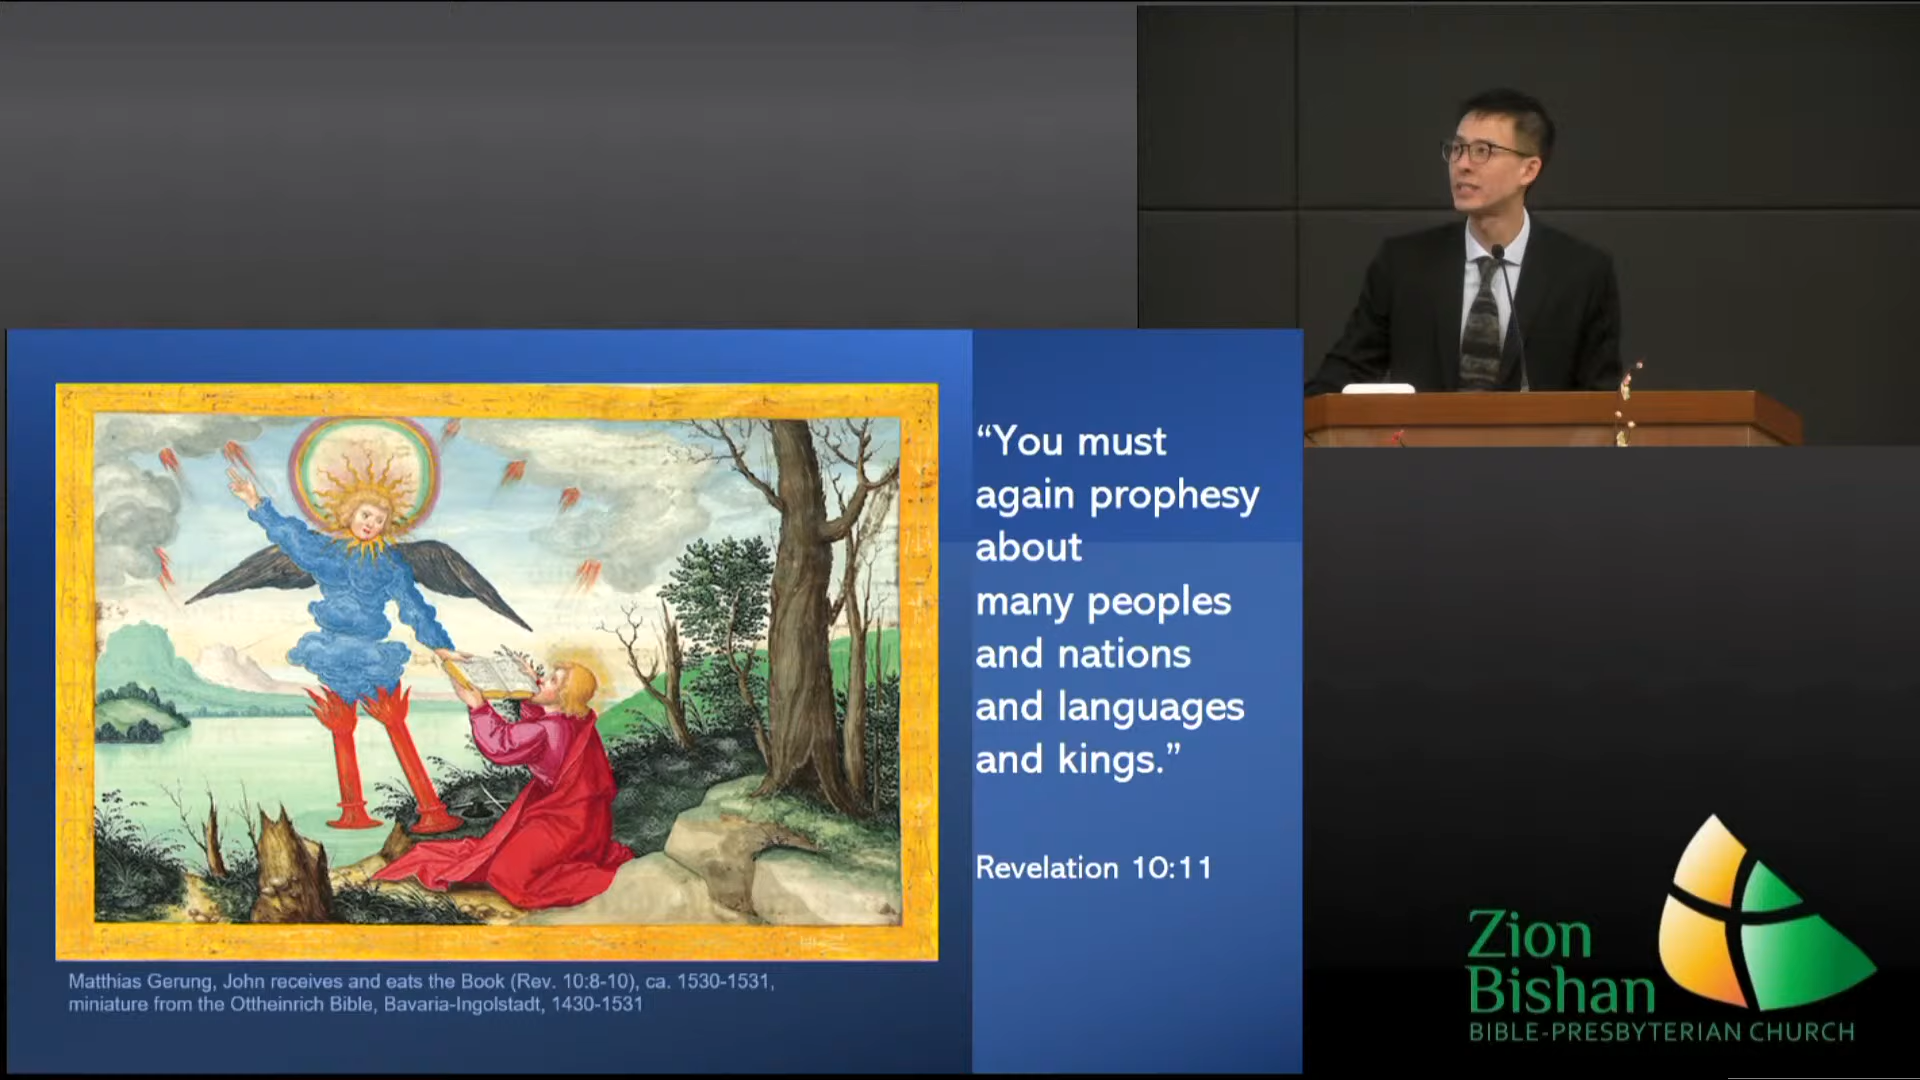 “You must
again prophesy
about
many peoples
and nations
and languages
and kings.”
Revelation 10:11
Matthias Gerung, John receives and eats the Book (Rev. 10:8-10), ca. 1530-1531,
miniature from the Ottheinrich Bible, Bavaria-Ingolstadt, 1430-1531
Zion
Bishan
BIBLE-PRESBYTERIAN CHURCH